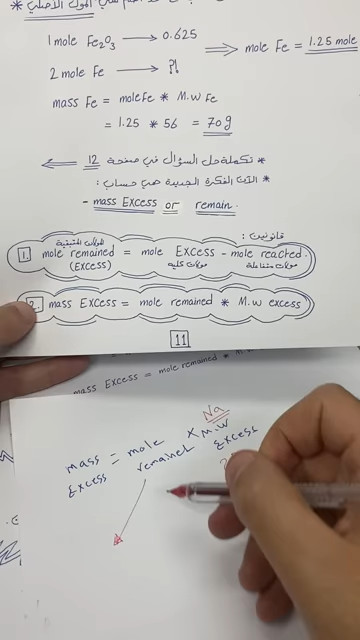 المول الأصلي *
1 mole Fe₂O₃ → 0.625
⇒ mole Fe = 1.25 mole
2 mole Fe → ??
mass Fe = mole Fe * M.W Fe
= 1.25 * 56 = 70 g
* تكملة حل السؤال في صفحة 12
* الآن الفكرة الجديدة هي حساب :
- mass Excess or remain.
قوانين :
المولات المتبقية
1. mole remained = mole Excess - mole reacted.
(Excess) مولات كلية مولات متفاعلة
2. mass Excess = mole remained * M.W excess
11
mass Excess = mole remained * M.W
Na
mass = mole × M.W
Excess remained Excess